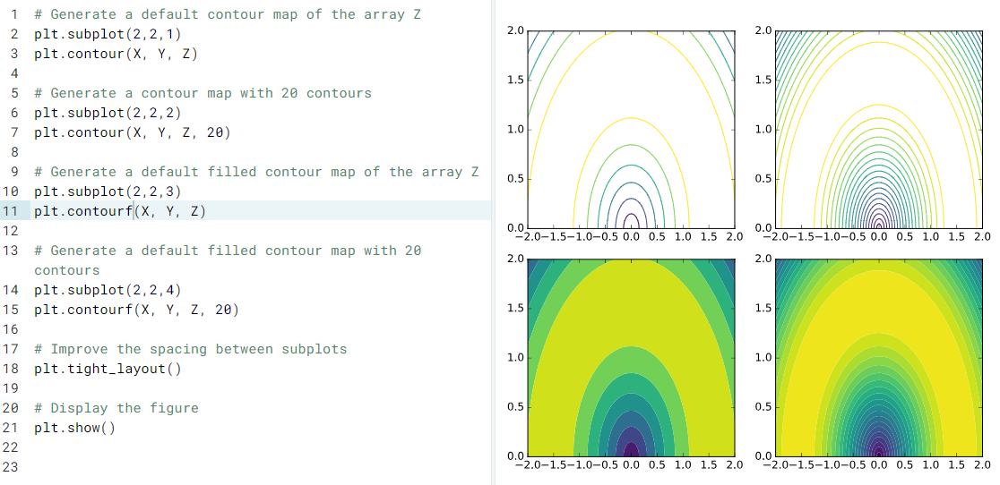 1 # Generate a default contour map of the array Z
2 plt.subplot(2,2,1)
3 plt.contour(X, Y, Z)
4
5 # Generate a contour map with 20 contours
6 plt.subplot(2,2,2)
7 plt.contour(X, Y, Z, 20)
8
9 # Generate a default filled contour map of the array Z
10 plt.subplot(2,2,3)
11 plt.contourf(X, Y, Z)
12
13 # Generate a default filled contour map with 20
contours
14 plt.subplot(2,2,4)
15 plt.contourf(X, Y, Z, 20)
16
17 # Improve the spacing between subplots
18 plt.tight_layout()
19
20 # Display the figure
21 plt.show()
22
23
2.0
1.5
1.0
0.5
0.0
−2.0 −1.5 −1.0 −0.5 0.0 0.5 1.0 1.5 2.0
2.0
1.5
1.0
0.5
0.0
−2.0 −1.5 −1.0 −0.5 0.0 0.5 1.0 1.5 2.0
2.0
1.5
1.0
0.5
0.0
−2.0 −1.5 −1.0 −0.5 0.0 0.5 1.0 1.5 2.0
2.0
1.5
1.0
0.5
0.0
−2.0 −1.5 −1.0 −0.5 0.0 0.5 1.0 1.5 2.0